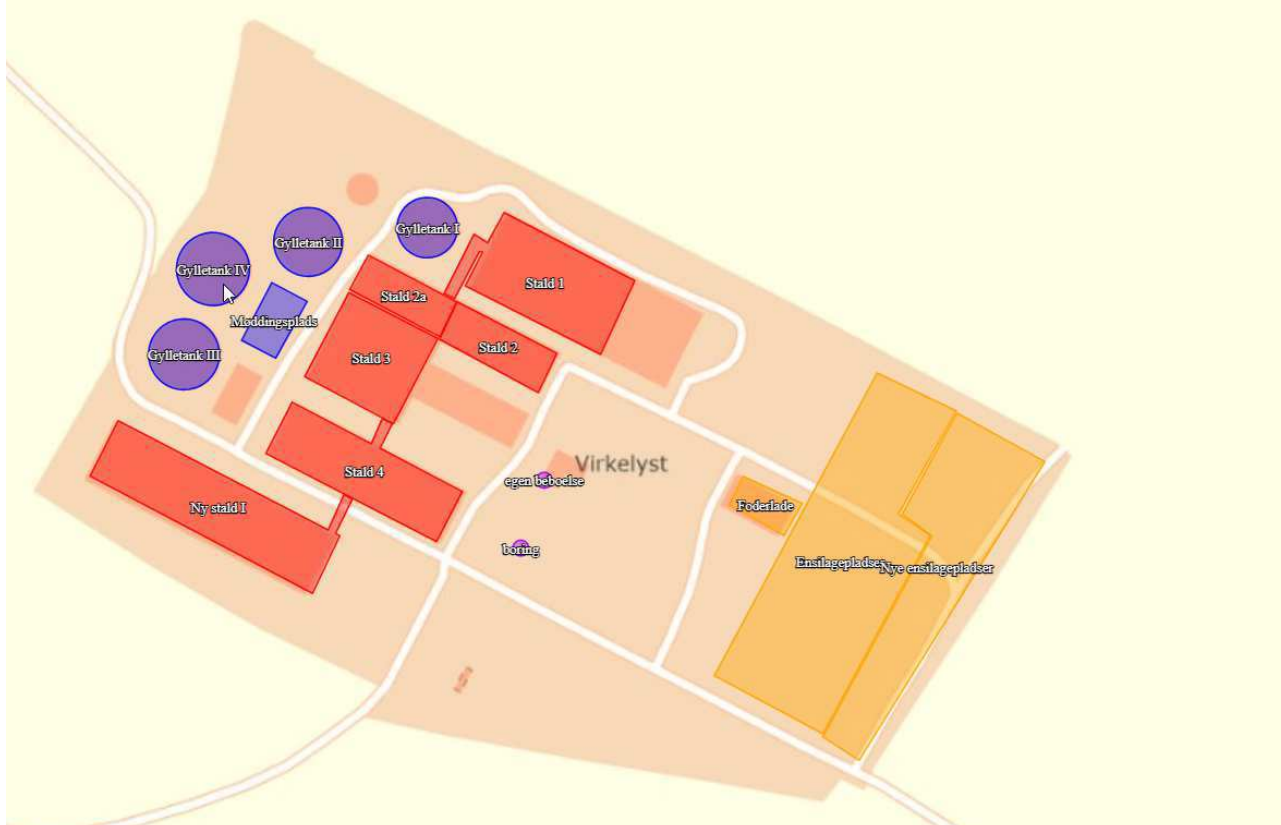 Gylletank I
Gylletank II
Gylletank IV
Stald 1
Stald 2a
Møddingsplads
Stald 2
Gylletank III
Stald 3
Virkelyst
Stald 4
egen beboelse
Ny stald I
Foderlade
boring
Ensilagepladse
Nye ensilagepladser